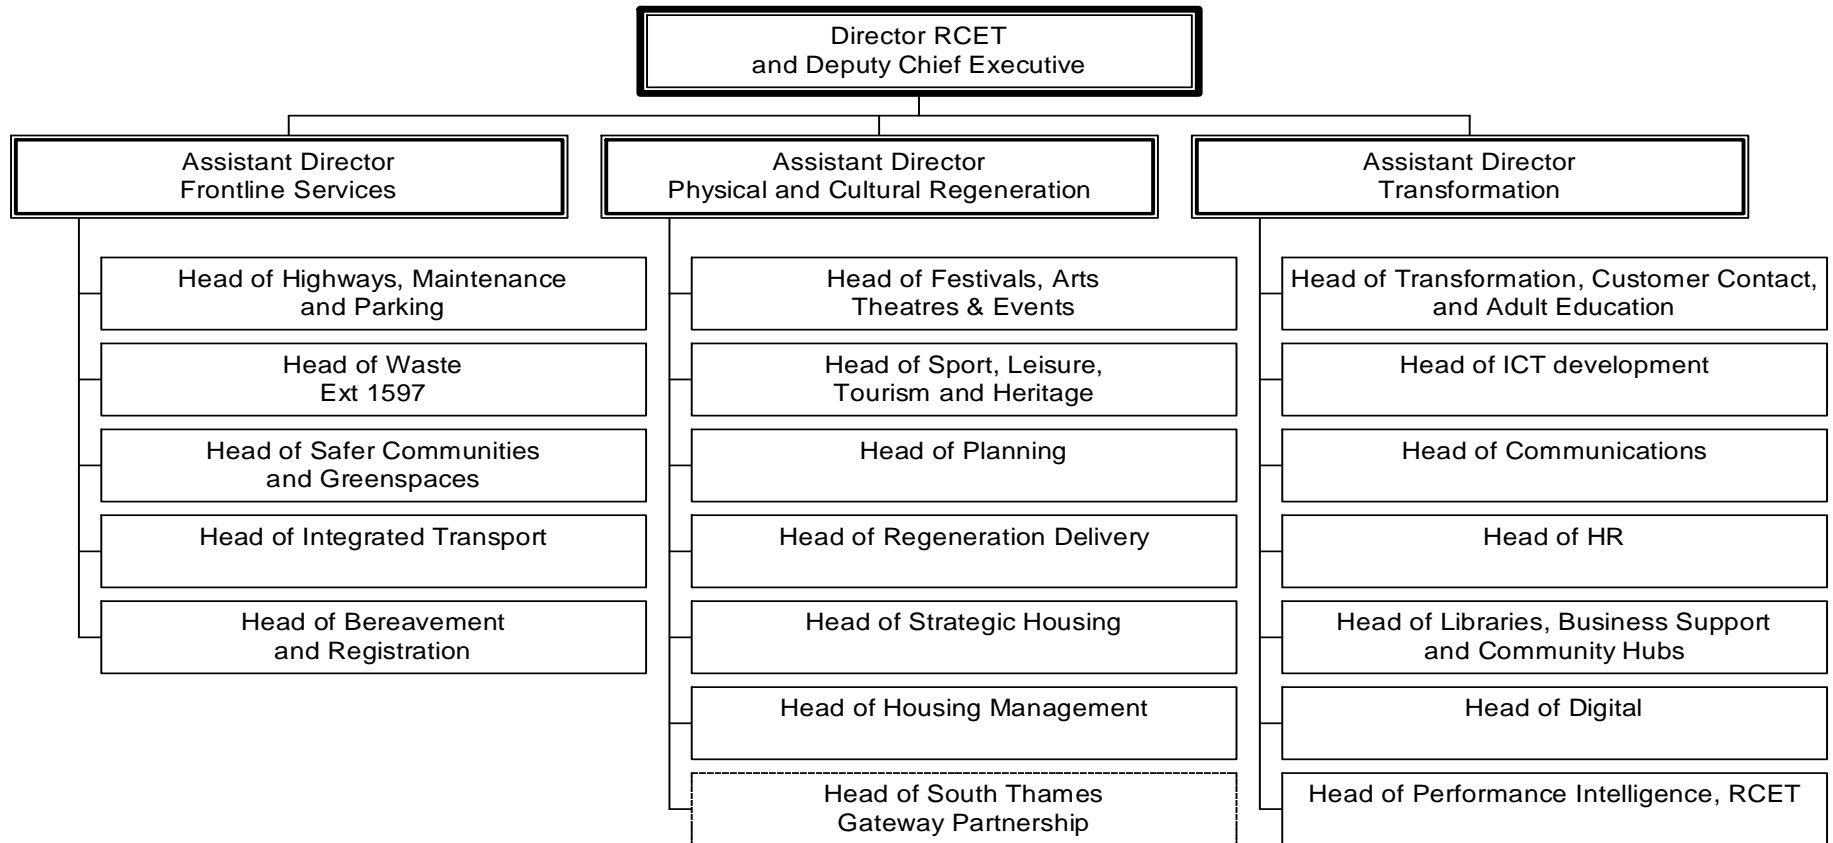 Director RCET
and Deputy Chief Executive
Assistant Director
Frontline Services
Head of Highways, Maintenance
and Parking
Head of Waste
Ext 1597
Head of Safer Communities
and Greenspaces
Head of Integrated Transport
Head of Bereavement
and Registration
Assistant Director
Physical and Cultural Regeneration
Head of Festivals, Arts
Theatres & Events
Head of Sport, Leisure,
Tourism and Heritage
Head of Planning
Head of Regeneration Delivery
Head of Strategic Housing
Head of Housing Management
Head of South Thames
Gateway Partnership
Assistant Director
Transformation
Head of Transformation, Customer Contact,
and Adult Education
Head of ICT development
Head of Communications
Head of HR
Head of Libraries, Business Support
and Community Hubs
Head of Digital
Head of Performance Intelligence, RCET